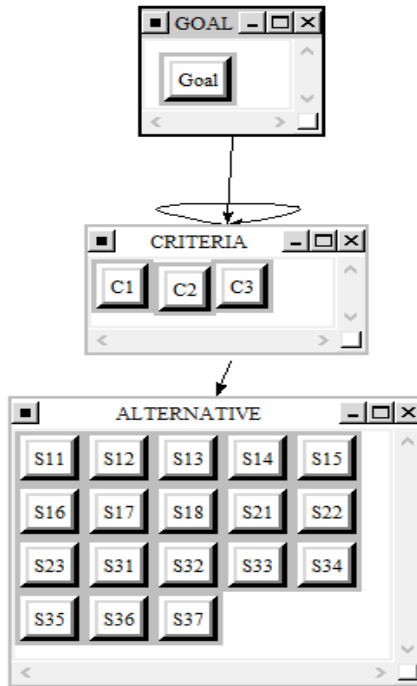 GOAL
Goal
CRITERIA
C1 C2 C3
ALTERNATIVE
S11 S12 S13 S14 S15
S16 S17 S18 S21 S22
S23 S31 S32 S33 S34
S35 S36 S37